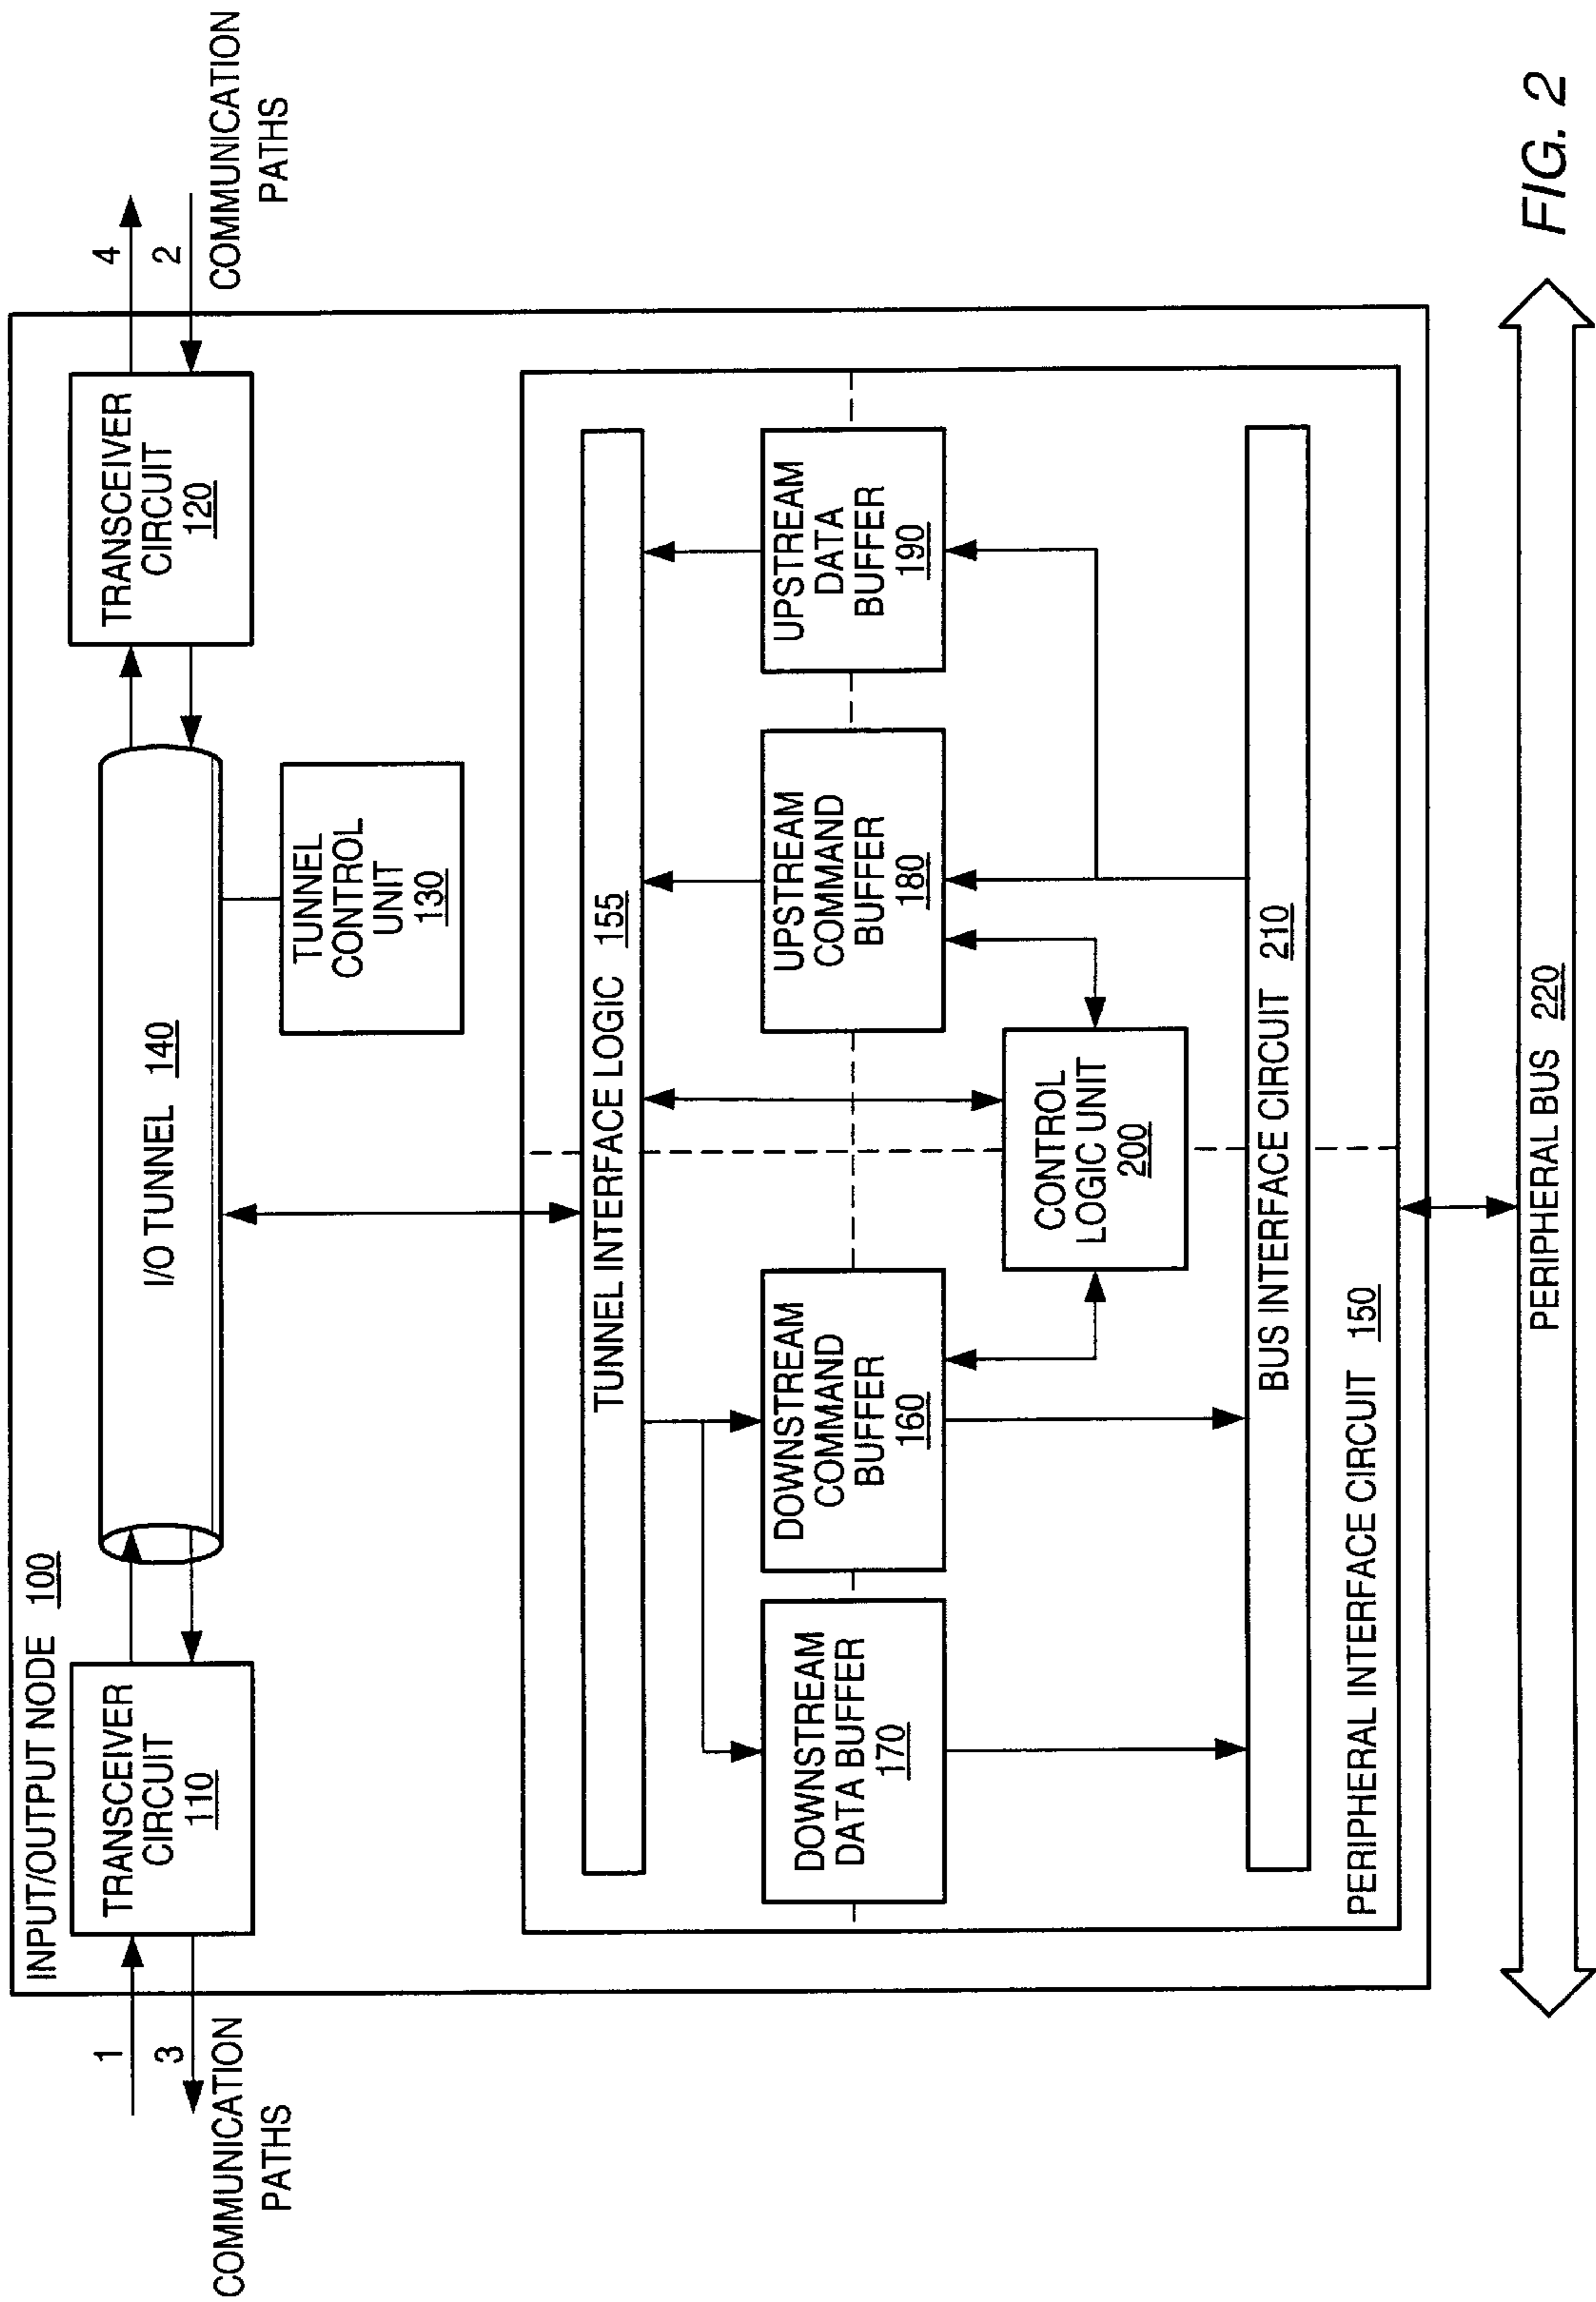 INPUT/OUTPUT NODE 100
1
3
COMMUNICATION
PATHS
TRANSCEIVER
CIRCUIT
110
I/O TUNNEL 140
TRANSCEIVER
CIRCUIT
120
4
2
COMMUNICATION
PATHS
TUNNEL
CONTROL
UNIT
130
TUNNEL INTERFACE LOGIC 155
DOWNSTREAM
DATA BUFFER
170
DOWNSTREAM
COMMAND
BUFFER
160
UPSTREAM
COMMAND
BUFFER
180
UPSTREAM
DATA
BUFFER
190
CONTROL
LOGIC UNIT
200
BUS INTERFACE CIRCUIT 210
PERIPHERAL INTERFACE CIRCUIT 150
PERIPHERAL BUS 220
FIG. 2